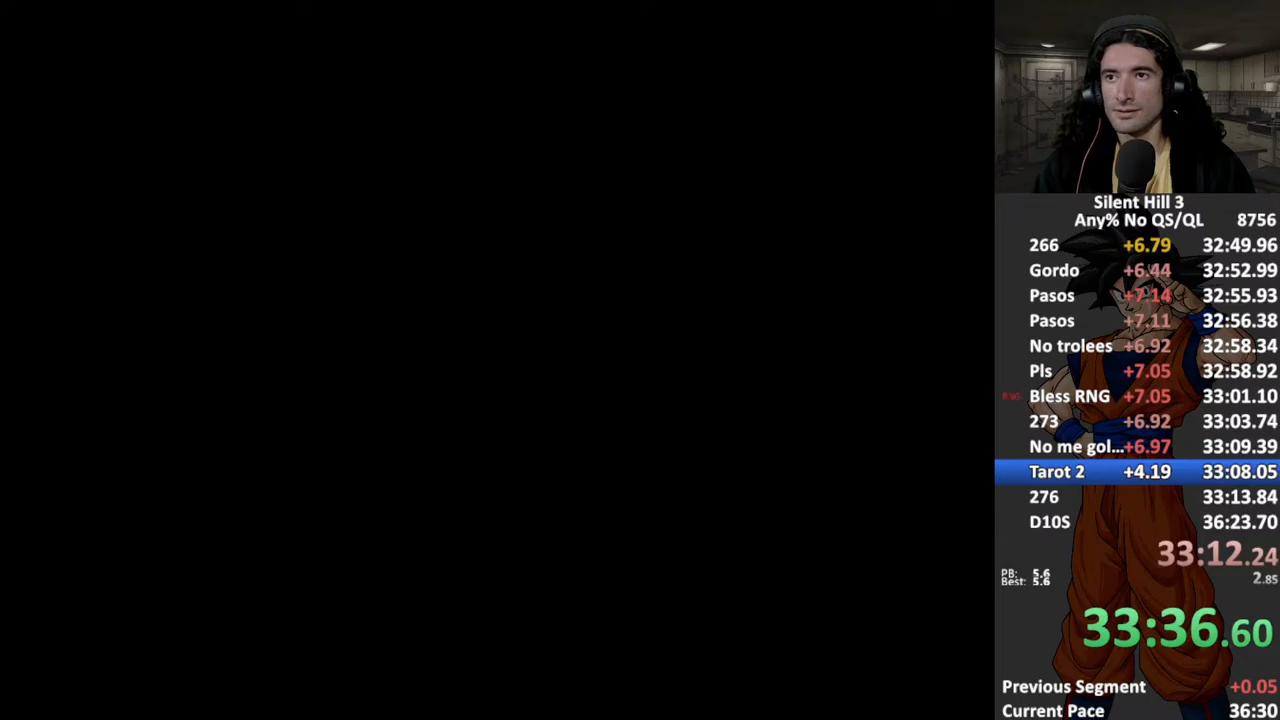 Silent Hill 3
Any% No QS/QL 8756
266 +6.79 32:49.96
Gordo +6.44 32:52.99
Pasos +7.14 32:55.93
Pasos +7.11 32:56.38
No trolees +6.92 32:58.34
Pls +7.05 32:58.92
RNG Bless RNG +7.05 33:01.10
273 +6.92 33:03.74
No me gol... +6.97 33:09.39
Tarot 2 +4.19 33:08.05
276 33:13.84
D10S 36:23.70
33:12.24
PB: 5.6
Best: 5.6
2.85
33:36.60
Previous Segment +0.05
Current Pace 36:30